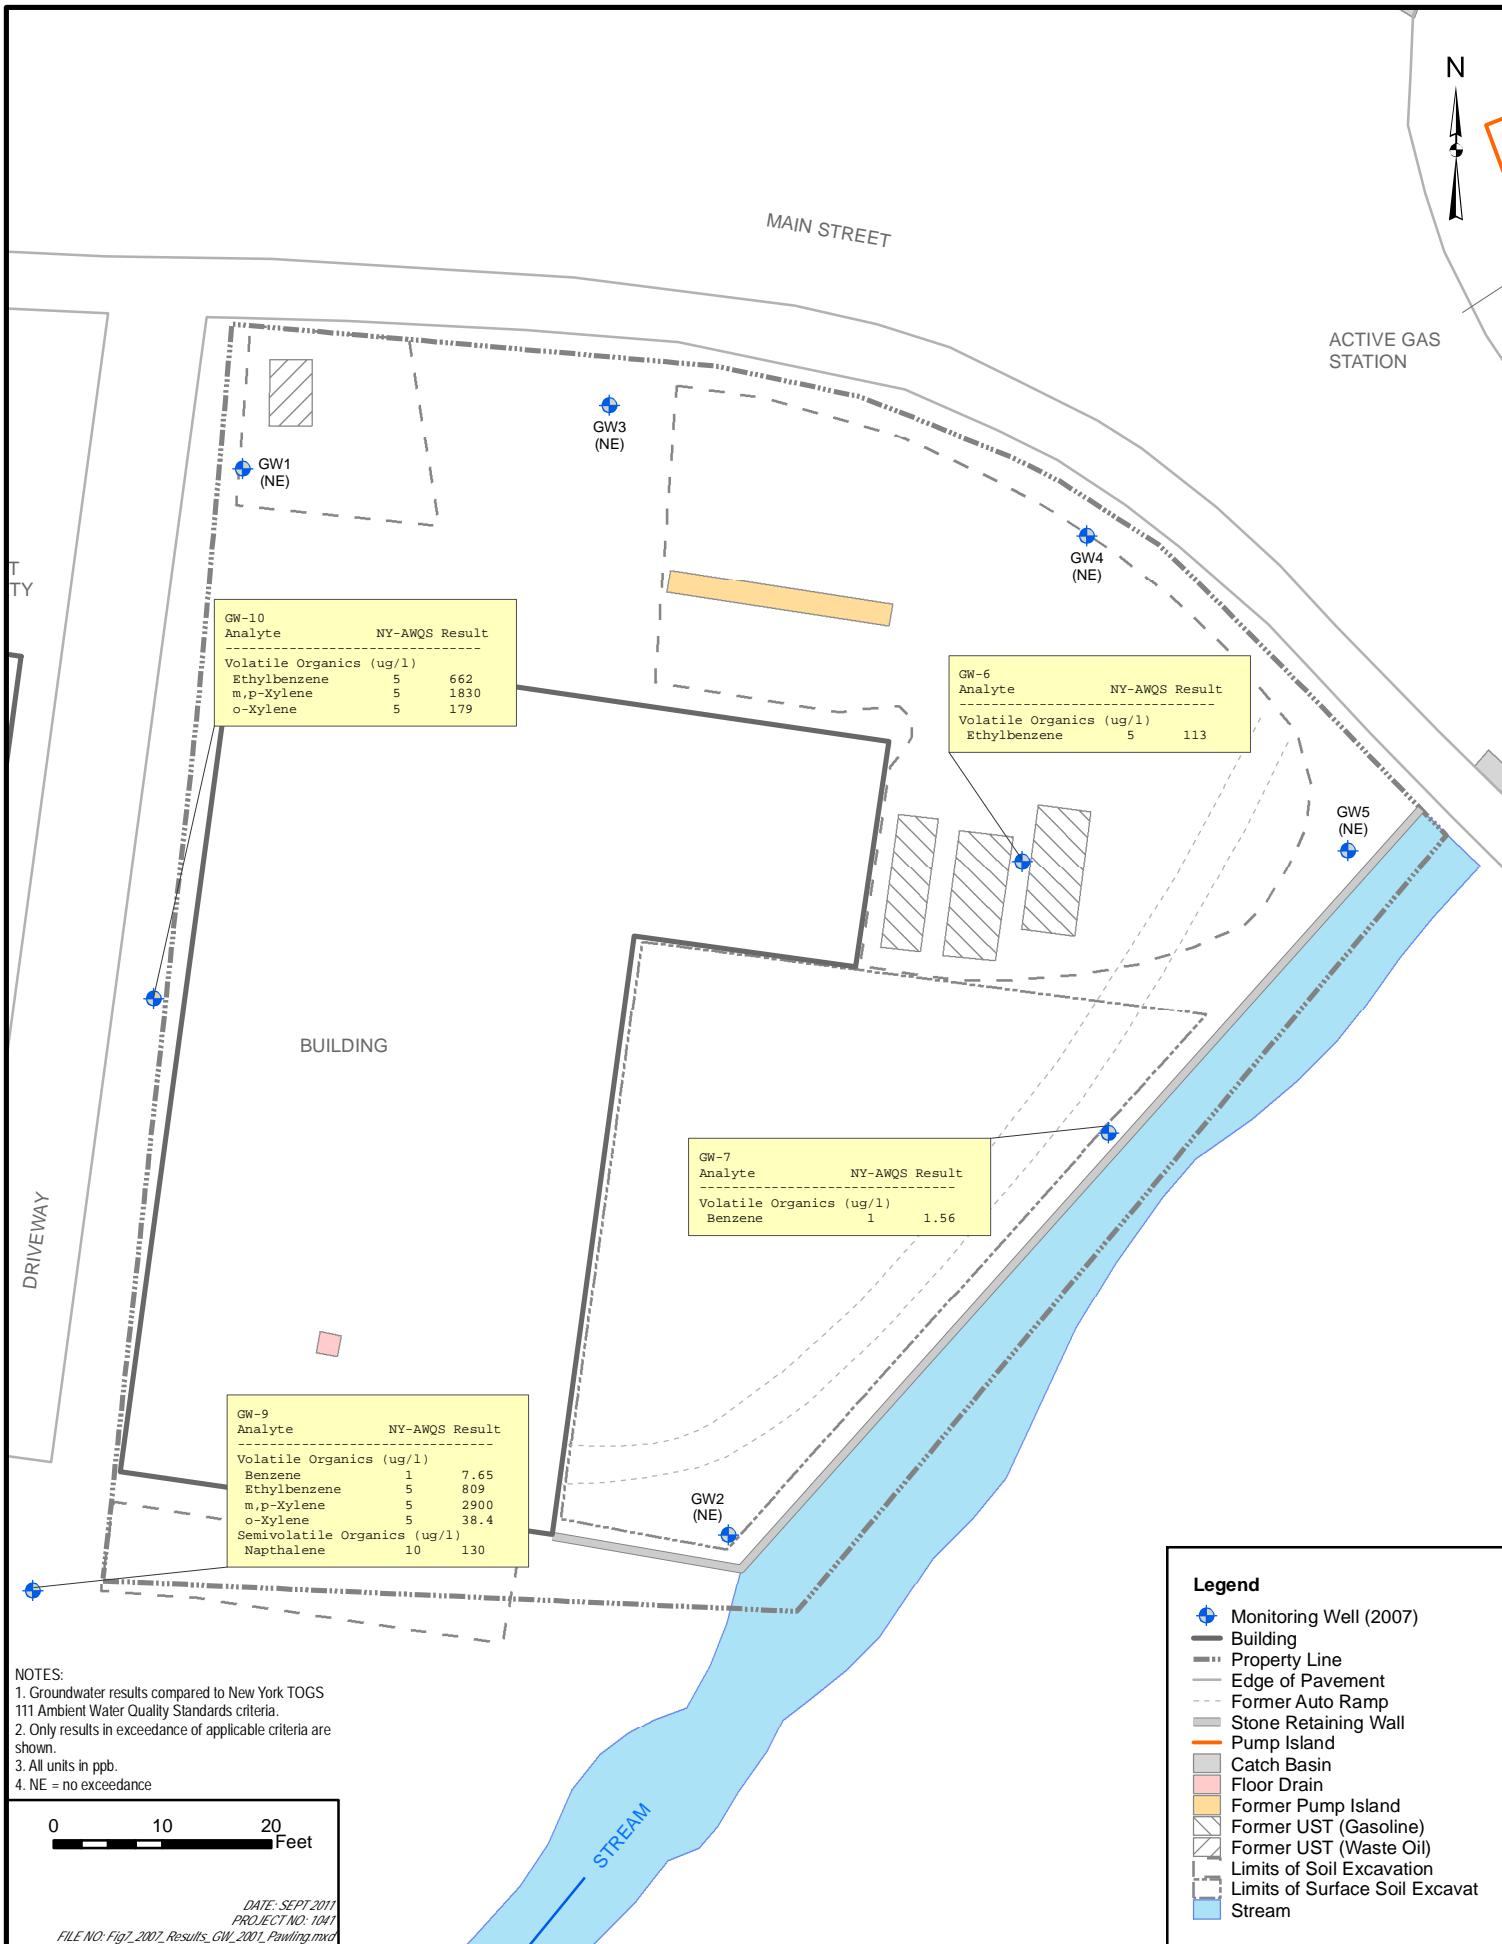 N
MAIN STREET
ACTIVE GAS
STATION
GW3
(NE)
GW1
(NE)
GW4
(NE)
T
TY
GW-10
Analyte NY-AWQS Result
--------------------------------
Volatile Organics (ug/l)
Ethylbenzene 5 662
m,p-Xylene 5 1830
o-Xylene 5 179
GW-6
Analyte NY-AWQS Result
--------------------------------
Volatile Organics (ug/l)
Ethylbenzene 5 113
GW5
(NE)
BUILDING
GW-7
Analyte NY-AWQS Result
--------------------------------
Volatile Organics (ug/l)
Benzene 1 1.56
DRIVEWAY
GW-9
Analyte NY-AWQS Result
--------------------------------
Volatile Organics (ug/l)
Benzene 1 7.65
Ethylbenzene 5 809
m,p-Xylene 5 2900
o-Xylene 5 38.4
Semivolatile Organics (ug/l)
Napthalene 10 130
GW2
(NE)
NOTES:
1. Groundwater results compared to New York TOGS
111 Ambient Water Quality Standards criteria.
2. Only results in exceedance of applicable criteria are
shown.
3. All units in ppb.
4. NE = no exceedance
0 10 20
Feet
DATE: SEPT 2011
PROJECT NO: 1041
FILE NO: Fig7_2007_Results_GW_2001_Pawling.mxd
STREAM
Legend
Monitoring Well (2007)
Building
Property Line
Edge of Pavement
Former Auto Ramp
Stone Retaining Wall
Pump Island
Catch Basin
Floor Drain
Former Pump Island
Former UST (Gasoline)
Former UST (Waste Oil)
Limits of Soil Excavation
Limits of Surface Soil Excavat
Stream